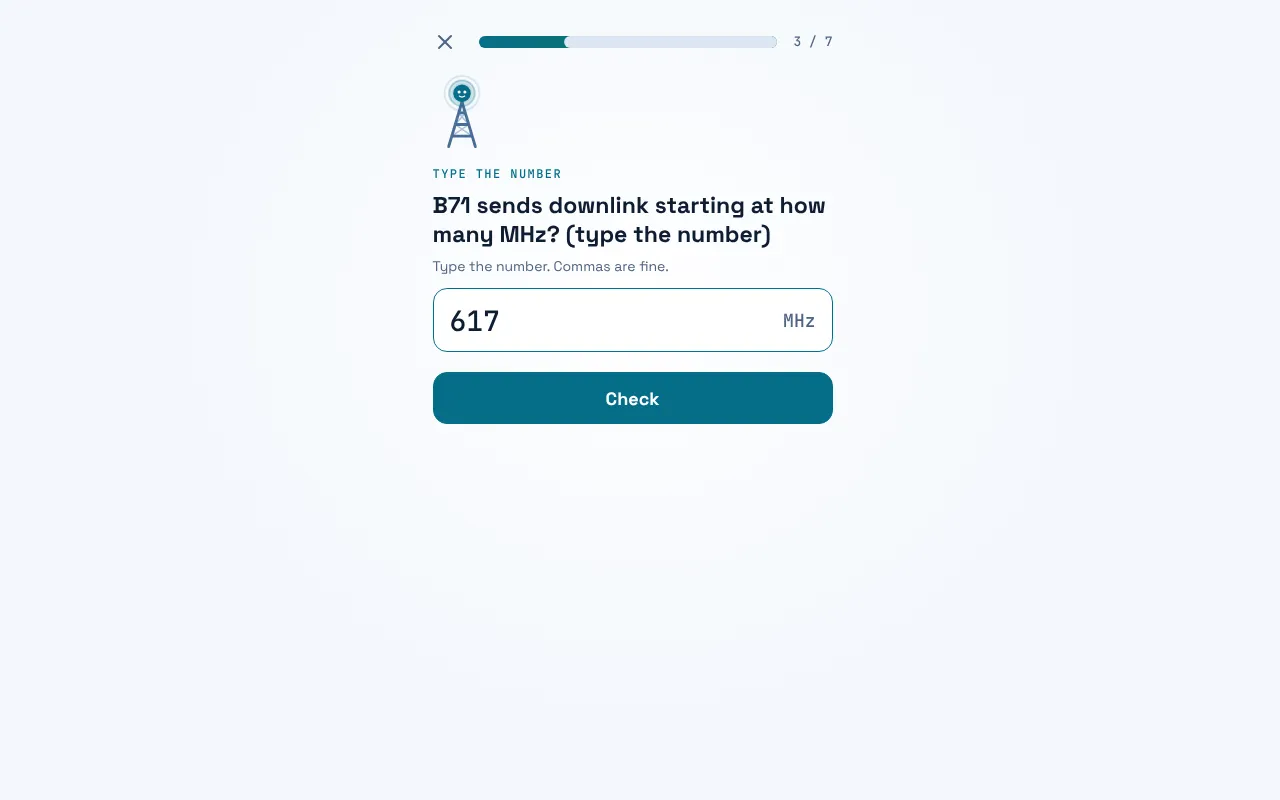 3 / 7
TYPE THE NUMBER
B71 sends downlink starting at how
many MHz? (type the number)
Type the number. Commas are fine.
617 MHz
Check